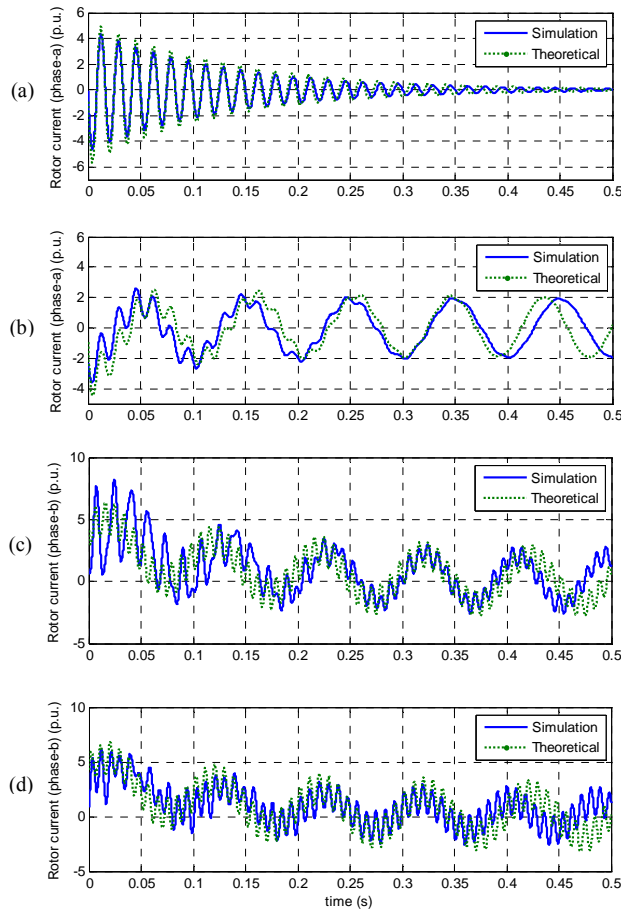 (a)
Rotor current (phase-a) (p.u.)
6
4
2
0
-2
-4
-6
Simulation
Theoretical
0 0.05 0.1 0.15 0.2 0.25 0.3 0.35 0.4 0.45 0.5
(b)
Rotor current (phase-a) (p.u.)
6
4
2
0
-2
-4
Simulation
Theoretical
0 0.05 0.1 0.15 0.2 0.25 0.3 0.35 0.4 0.45 0.5
(c)
Rotor current (phase-b) (p.u.)
10
5
0
-5
Simulation
Theoretical
0 0.05 0.1 0.15 0.2 0.25 0.3 0.35 0.4 0.45 0.5
(d)
Rotor current (phase-b) (p.u.)
10
5
0
-5
Simulation
Theoretical
0 0.05 0.1 0.15 0.2 0.25 0.3 0.35 0.4 0.45 0.5
time (s)